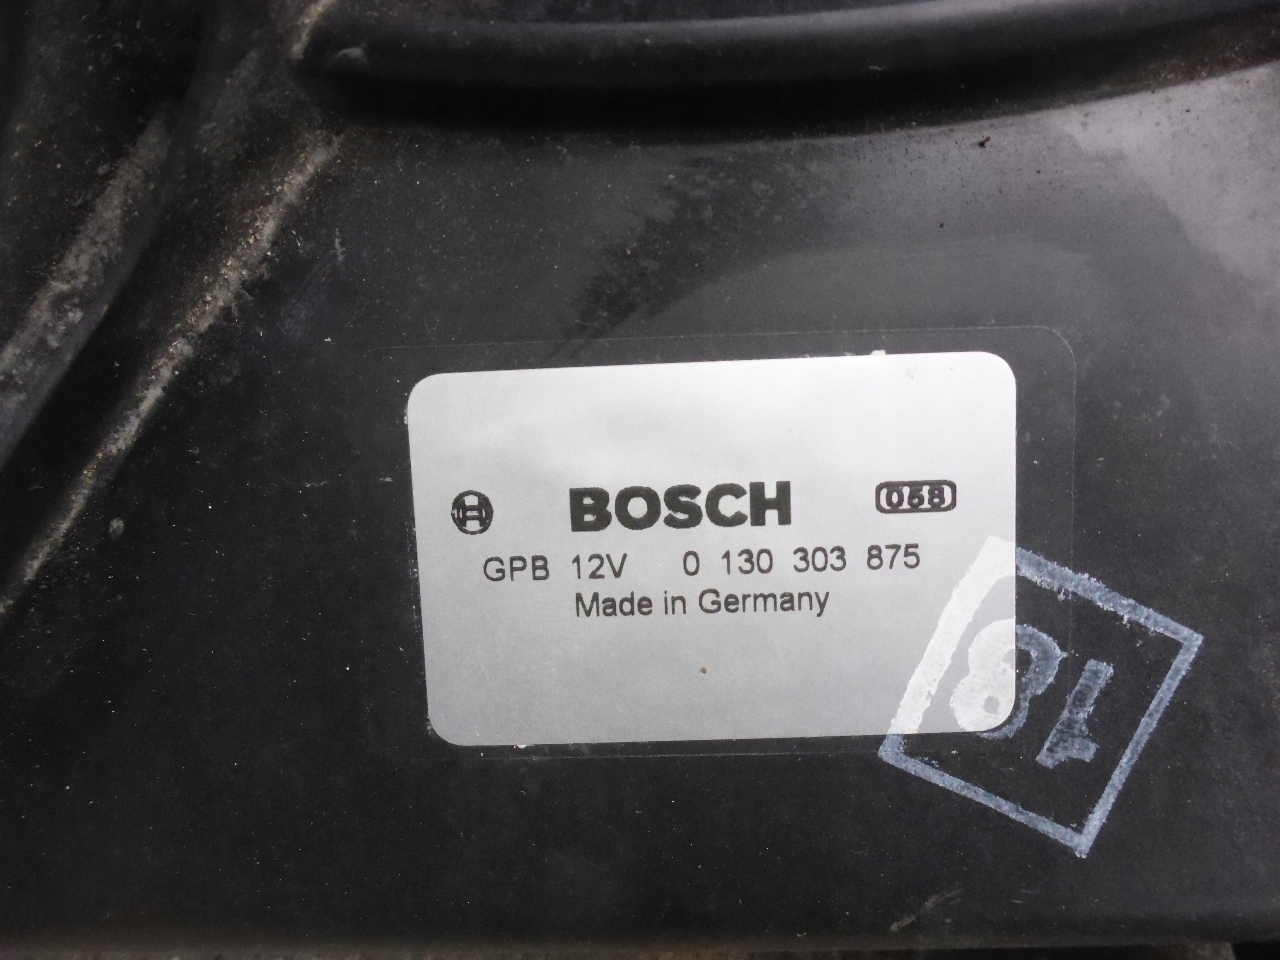 BOSCH 058
GPB 12V 0 130 303 875
Made in Germany
18